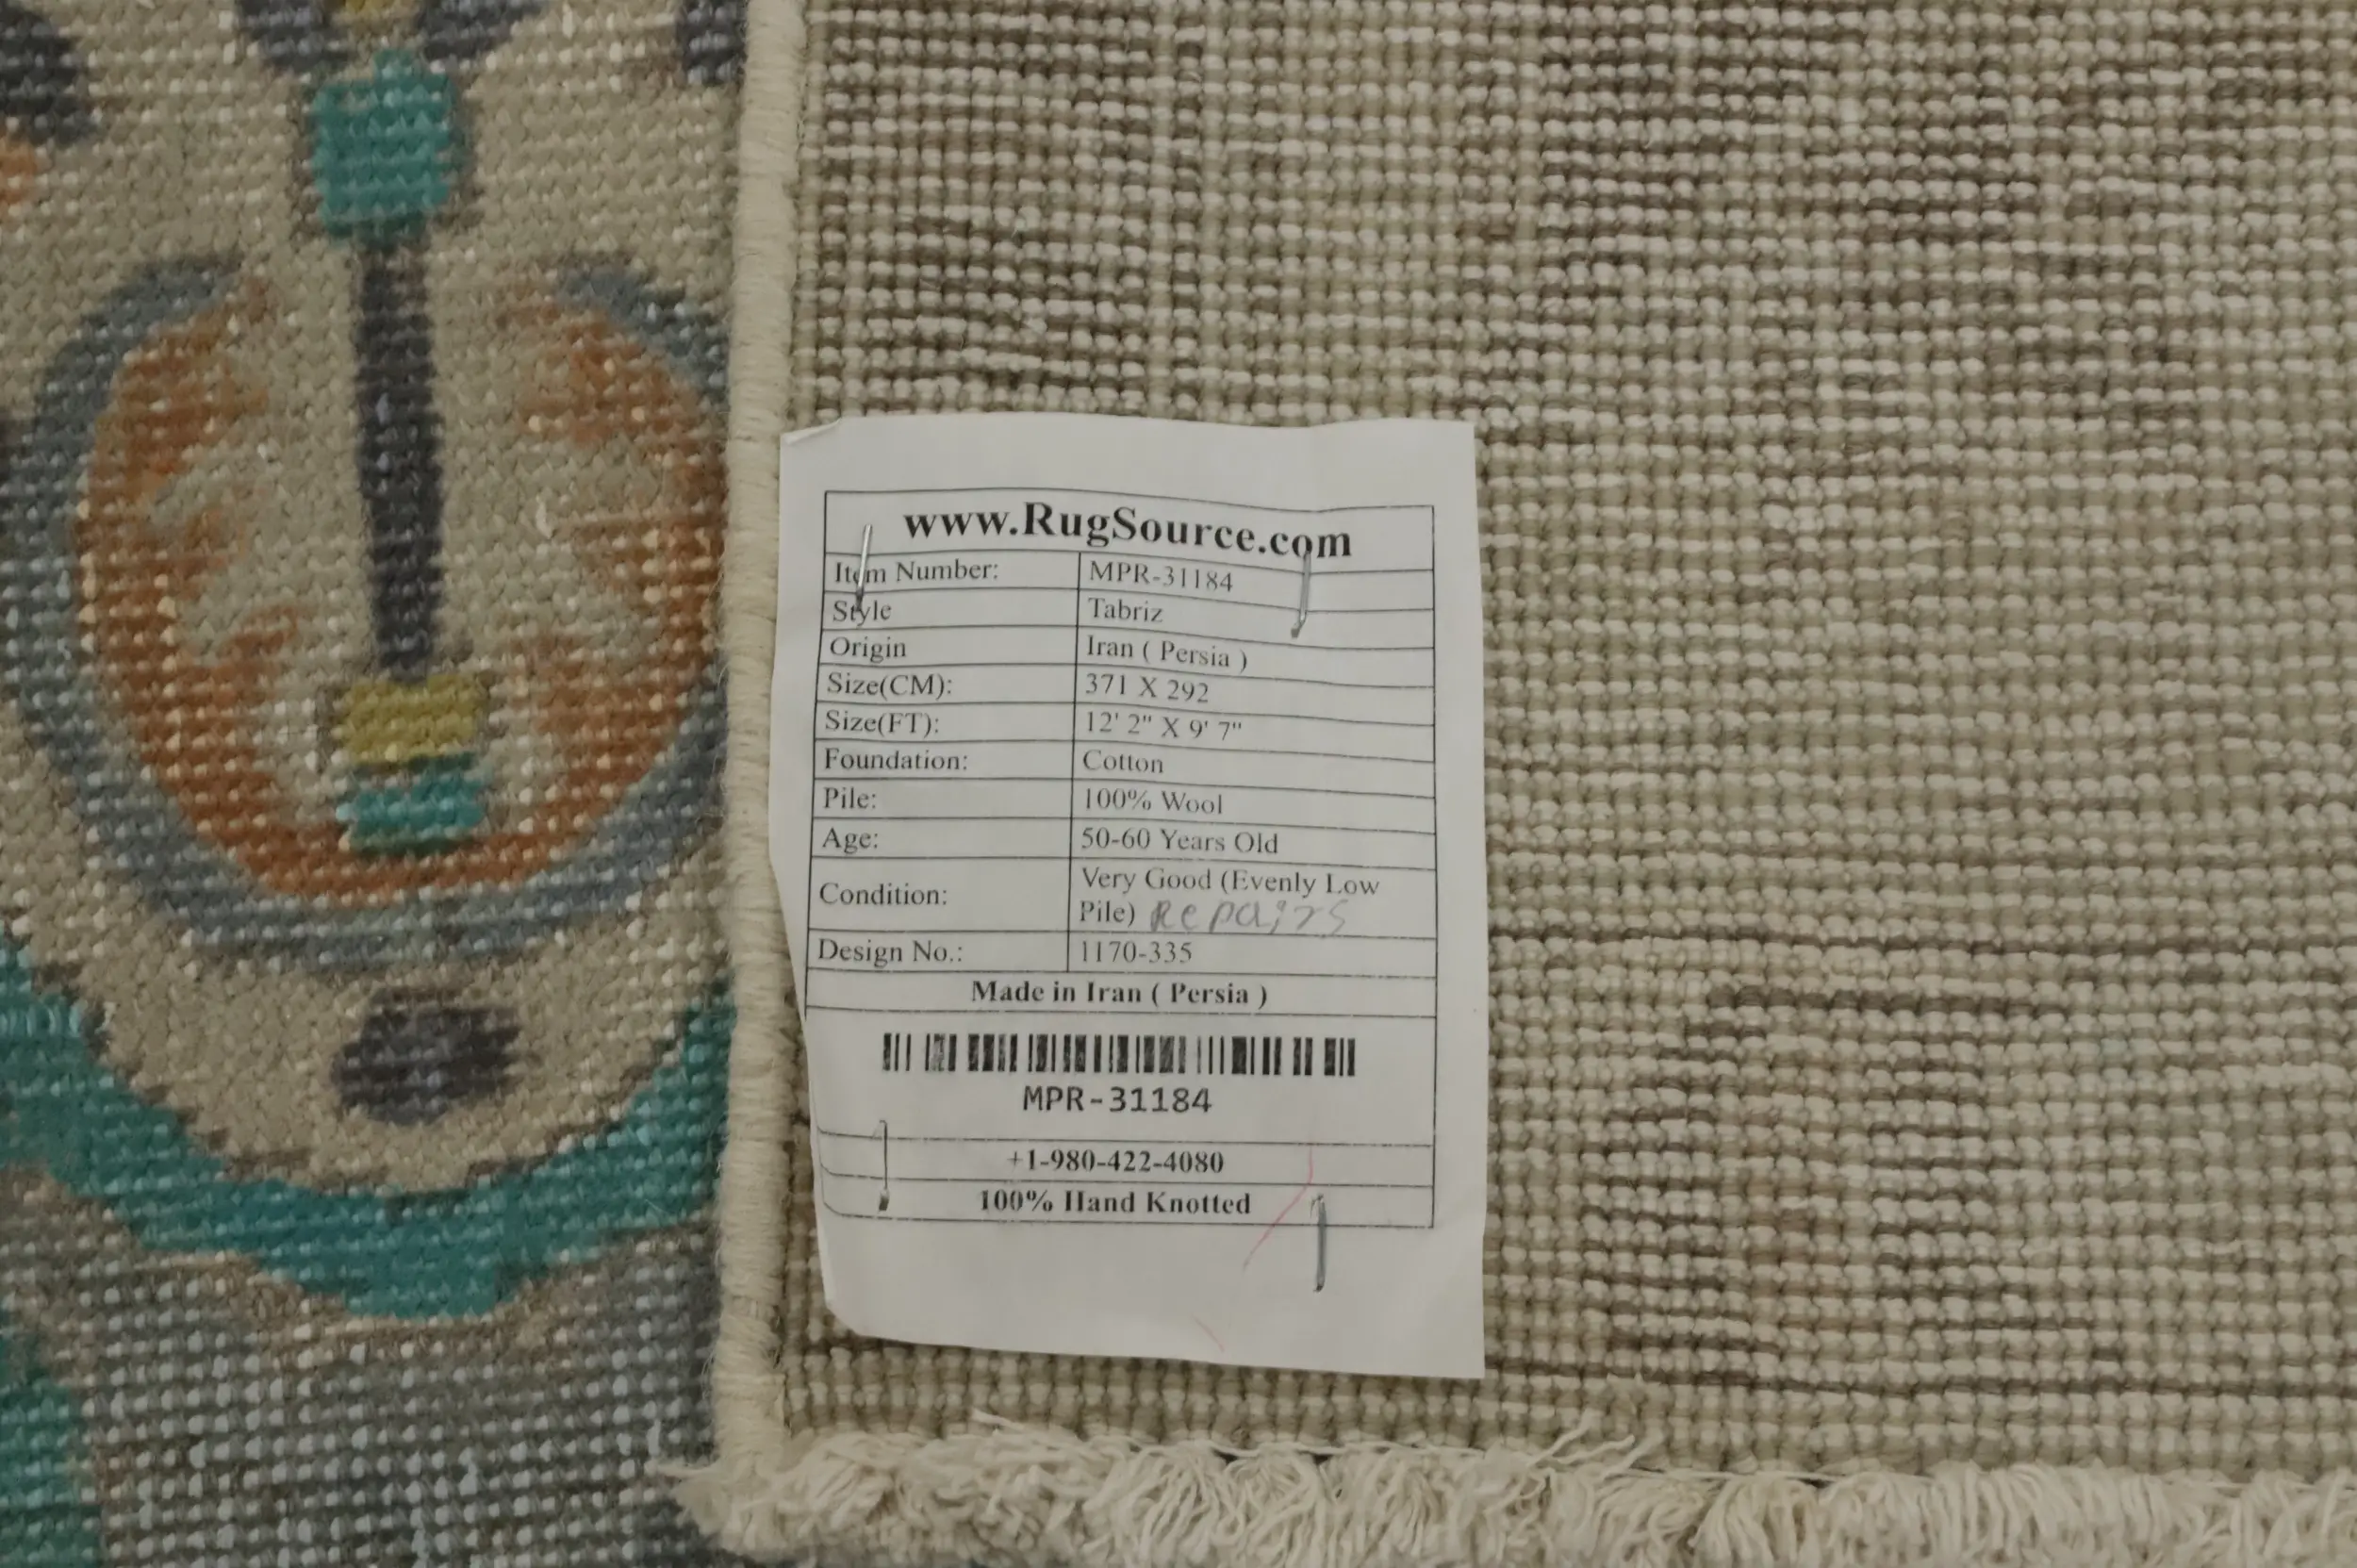 www.RugSource.com
Item Number: MPR-31184
Style Tabriz
Origin Iran ( Persia )
Size(CM): 371 X 292
Size(FT): 12' 2" X 9' 7"
Foundation: Cotton
Pile: 100% Wool
Age: 50-60 Years Old
Condition: Very Good (Evenly Low
Pile) Repairs
Design No.: 1170-335
Made in Iran ( Persia )
MPR-31184
+1-980-422-4080
100% Hand Knotted